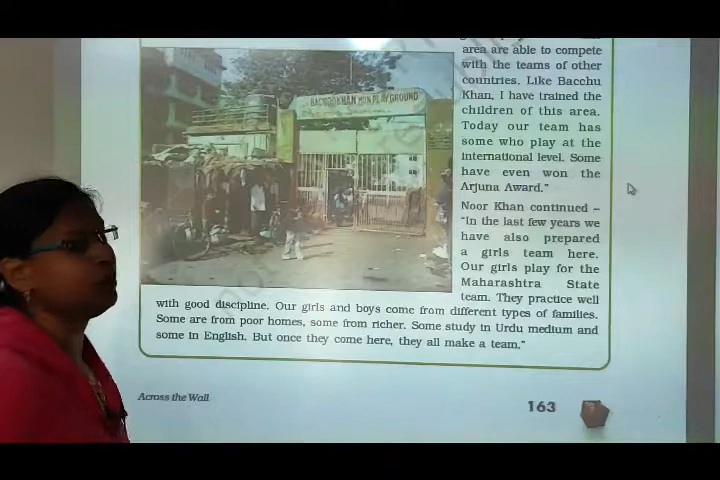 area are able to compete
with the teams of other
countries. Like Bacchu
Khan, I have trained the
children of this area.
Today our team has
some who play at the
international level. Some
have even won the
Arjuna Award."
Noor Khan continued –
"In the last few years we
have also prepared
a girls team here.
Our girls play for the
Maharashtra State
team. They practice well
with good discipline. Our girls and boys come from different types of families.
Some are from poor homes, some from richer. Some study in Urdu medium and
some in English. But once they come here, they all make a team."
PLAYGROUND
Across the Wall
163